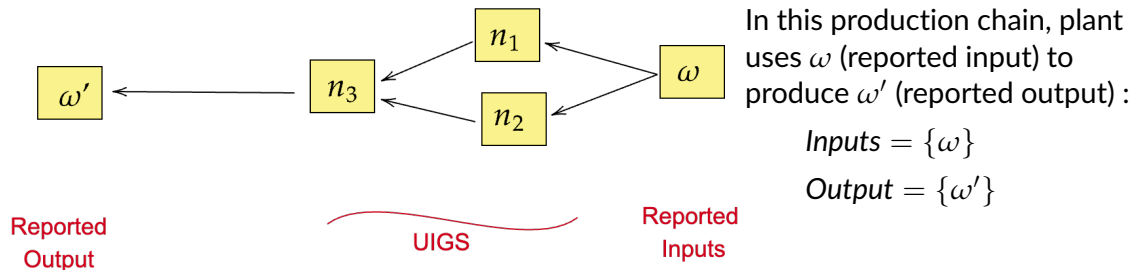 ω′
n₃
n₁
n₂
ω
Reported
Output
UIGS
Reported
Inputs
In this production chain, plant
uses ω (reported input) to
produce ω′ (reported output) :
Inputs = {ω}
Output = {ω′}